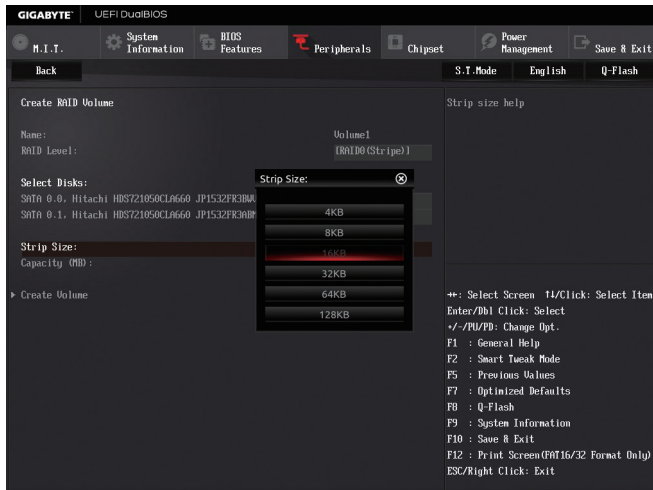 GIGABYTE™ UEFI DualBIOS
M.I.T. System Information BIOS Features Peripherals Chipset Power Management Save & Exit
Back S.T.Mode English Q-Flash
Create RAID Volume
Strip size help
Name: Volume1
RAID Level: [RAID0(Stripe)]
Select Disks:
SATA 0.0, Hitachi HDS721050CLA660
SATA 0.1, Hitachi HDS721050CLA660
Strip Size:
Capacity (MB):
▶ Create Volume
Strip Size:
4KB
8KB
16KB
32KB
64KB
128KB
→←: Select Screen ↑↓/Click: Select Item
Enter/Dbl Click: Select
+/-/PU/PD: Change Opt.
F1 : General Help
F2 : Smart Tweak Mode
F5 : Previous Values
F7 : Optimized Defaults
F8 : Q-Flash
F9 : System Information
F10 : Save & Exit
F12 : Print Screen(FAT16/32 Format Only)
ESC/Right Click: Exit